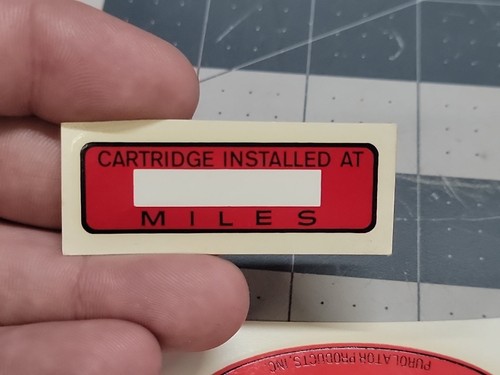 CARTRIDGE INSTALLED AT
MILES
PUROLATOR PRODUCTS, INC